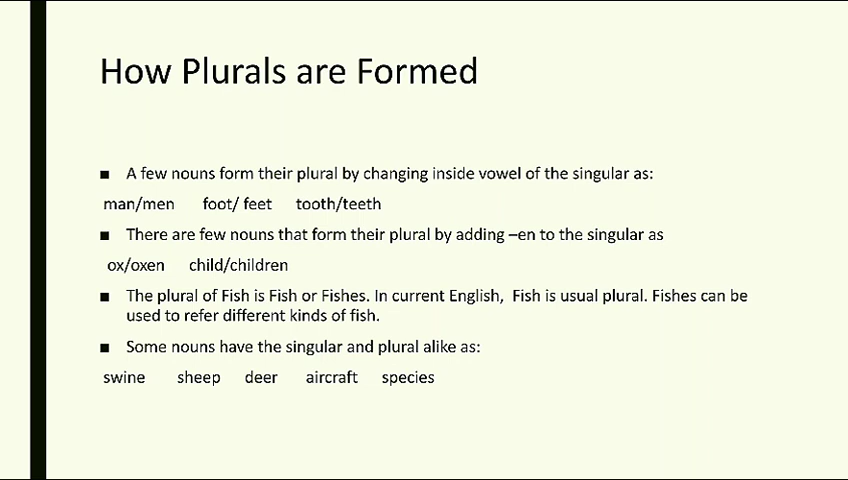 How Plurals are Formed
■ A few nouns form their plural by changing inside vowel of the singular as:
man/men foot/ feet tooth/teeth
■ There are few nouns that form their plural by adding –en to the singular as
ox/oxen child/children
■ The plural of Fish is Fish or Fishes. In current English, Fish is usual plural. Fishes can be
used to refer different kinds of fish.
■ Some nouns have the singular and plural alike as:
swine sheep deer aircraft species